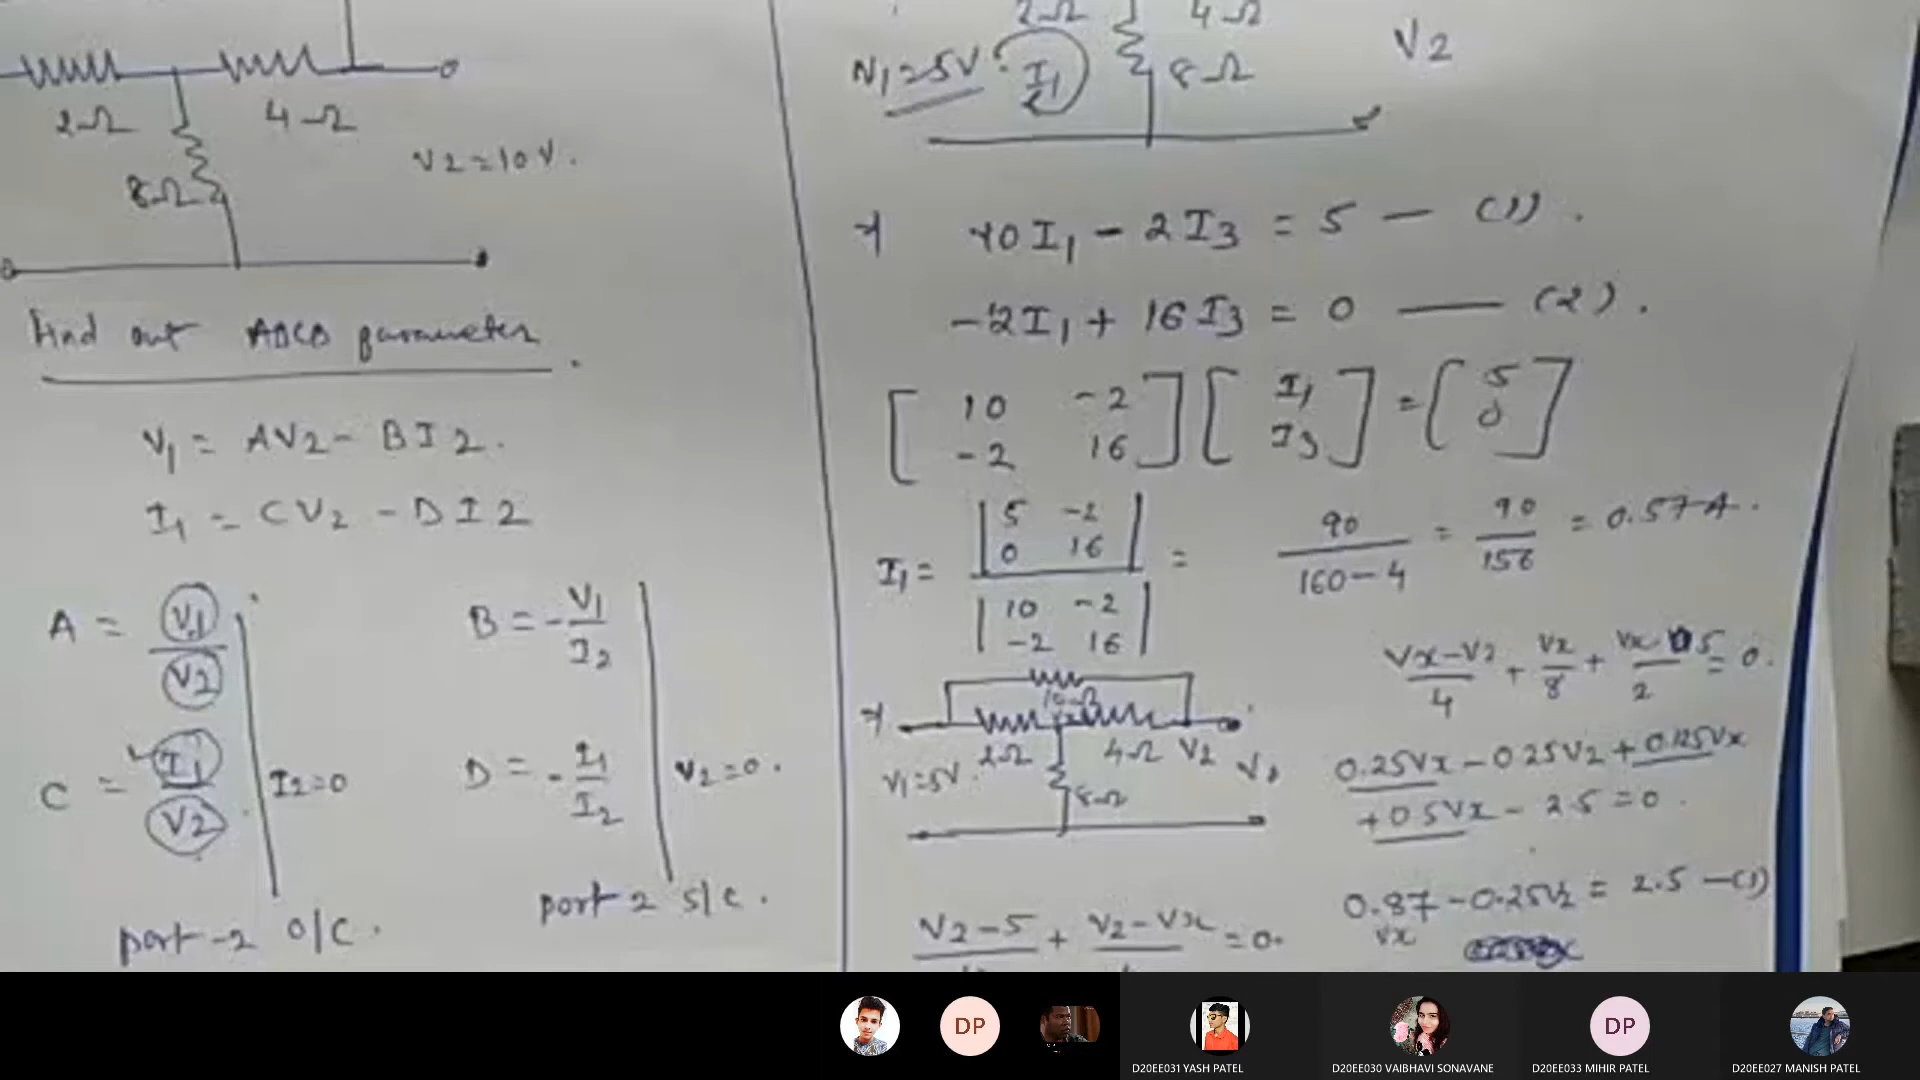 2Ω
4Ω
8Ω
V2=10V.
find out ABCD parameter.
V1 = AV2 - BI2.
I1 = CV2 - DI2
A = V1/V2
C = I1/V2
I2=0
port-2 o/c.
B = -V1/I2
D = -I1/I2
V2=0.
port 2 s/c.
2Ω
4Ω
V1=5V
I1
8Ω
V2
10I1 - 2I3 = 5 — (1).
-2I1 + 16I3 = 0 — (2).
[10 -2
-2 16] [I1
I3] = [5
0]
I1 = |5 -2
0 16| / |10 -2
-2 16| = 90/160-4 = 90/156 = 0.57A.
10Ω
2Ω
4Ω V2
V1=5V.
8Ω
Vx-V2/4 + Vx/8 + Vx-5/2 = 0.
0.25Vx - 0.25V2 + 0.125Vx
+0.5Vx - 2.5 = 0.
0.87 - 0.25V2 = 2.5 — (1)
Vx
V2-5 + V2-Vx = 0.
DP
DP
D20EE031 YASH PATEL
D20EE030 VAIBHAVI SONAVANE
D20EE033 MIHIR PATEL
D20EE027 MANISH PATEL